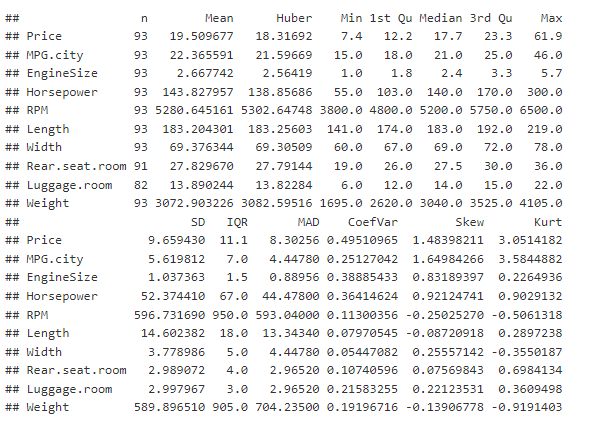 ##                n        Mean      Huber    Min 1st Qu Median 3rd Qu    Max
## Price         93   19.509677   18.31692    7.4   12.2   17.7   23.3   61.9
## MPG.city      93   22.365591   21.59669   15.0   18.0   21.0   25.0   46.0
## EngineSize    93    2.667742    2.56419    1.0    1.8    2.4    3.3    5.7
## Horsepower    93  143.827957  138.85686   55.0  103.0  140.0  170.0  300.0
## RPM           93 5280.645161 5302.64748 3800.0 4800.0 5200.0 5750.0 6500.0
## Length        93  183.204301  183.25603  141.0  174.0  183.0  192.0  219.0
## Width         93   69.376344   69.30509   60.0   67.0   69.0   72.0   78.0
## Rear.seat.room 91   27.829670   27.79144   19.0   26.0   27.5   30.0   36.0
## Luggage.room  82   13.890244   13.82284    6.0   12.0   14.0   15.0   22.0
## Weight        93 3072.903226 3082.59516 1695.0 2620.0 3040.0 3525.0 4105.0
##                        SD   IQR       MAD    CoefVar        Skew       Kurt
## Price            9.659430  11.1   8.30256 0.49510965  1.48398211  3.0514182
## MPG.city         5.619812   7.0   4.44780 0.25127042  1.64984266  3.5844882
## EngineSize       1.037363   1.5   0.88956 0.38885433  0.83189397  0.2264936
## Horsepower      52.374410  67.0  44.47800 0.36414624  0.92124741  0.9029132
## RPM            596.731690 950.0 593.04000 0.11300356 -0.25025270 -0.5061318
## Length          14.602382  18.0  13.34340 0.07970545 -0.08720918  0.2897238
## Width            3.778986   5.0   4.44780 0.05447082  0.25557142 -0.3550187
## Rear.seat.room   2.989072   4.0   2.96520 0.10740596  0.07569843  0.6984134
## Luggage.room     2.997967   3.0   2.96520 0.21583255  0.22123531  0.3609498
## Weight         589.896510 905.0 704.23500 0.19196716 -0.13906778 -0.9191403